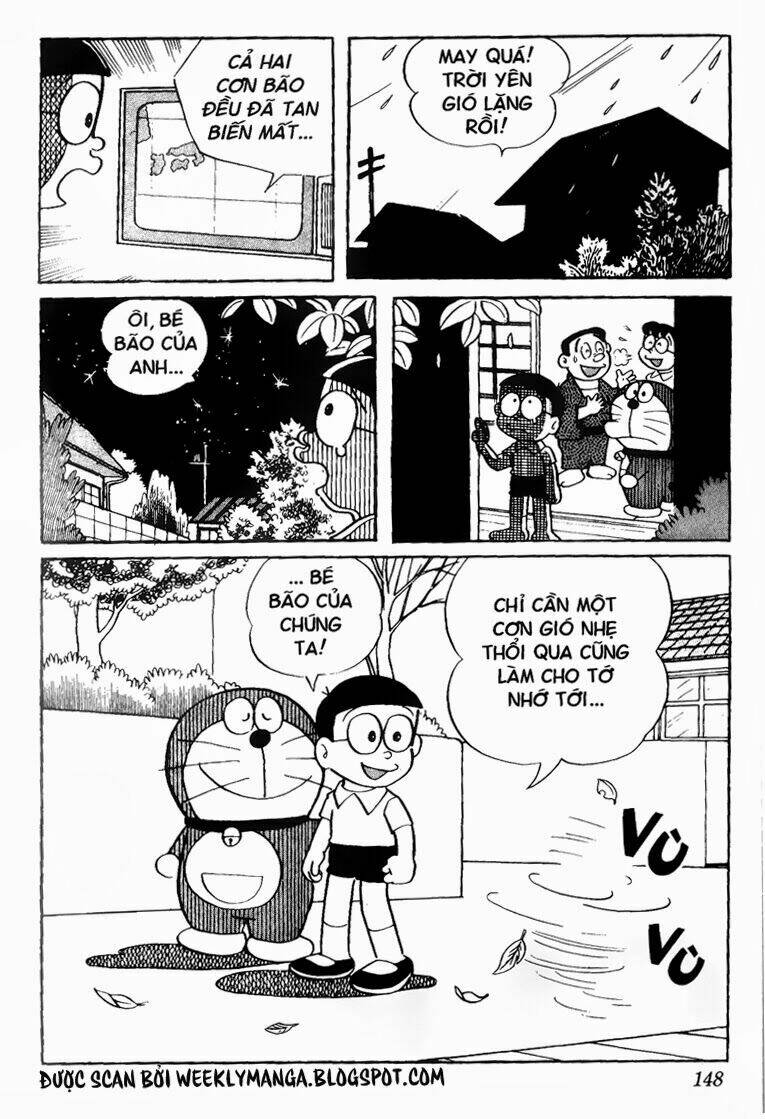 CẢ HAI
CƠN BÃO
ĐỀU ĐÃ TAN
BIẾN MẤT...
MAY QUÁ!
TRỜI YÊN
GIÓ LẶNG
RỒI!
ÔI, BÉ
BÃO CỦA
ANH...
... BÉ
BÃO CỦA
CHÚNG
TA!
CHỈ CẦN MỘT
CƠN GIÓ NHẸ
THỔI QUA CŨNG
LÀM CHO TỚ
NHỚ TỚI...
VÙ
VÙ
ĐƯỢC SCAN BỞI WEEKLYMANGA.BLOGSPOT.COM
148